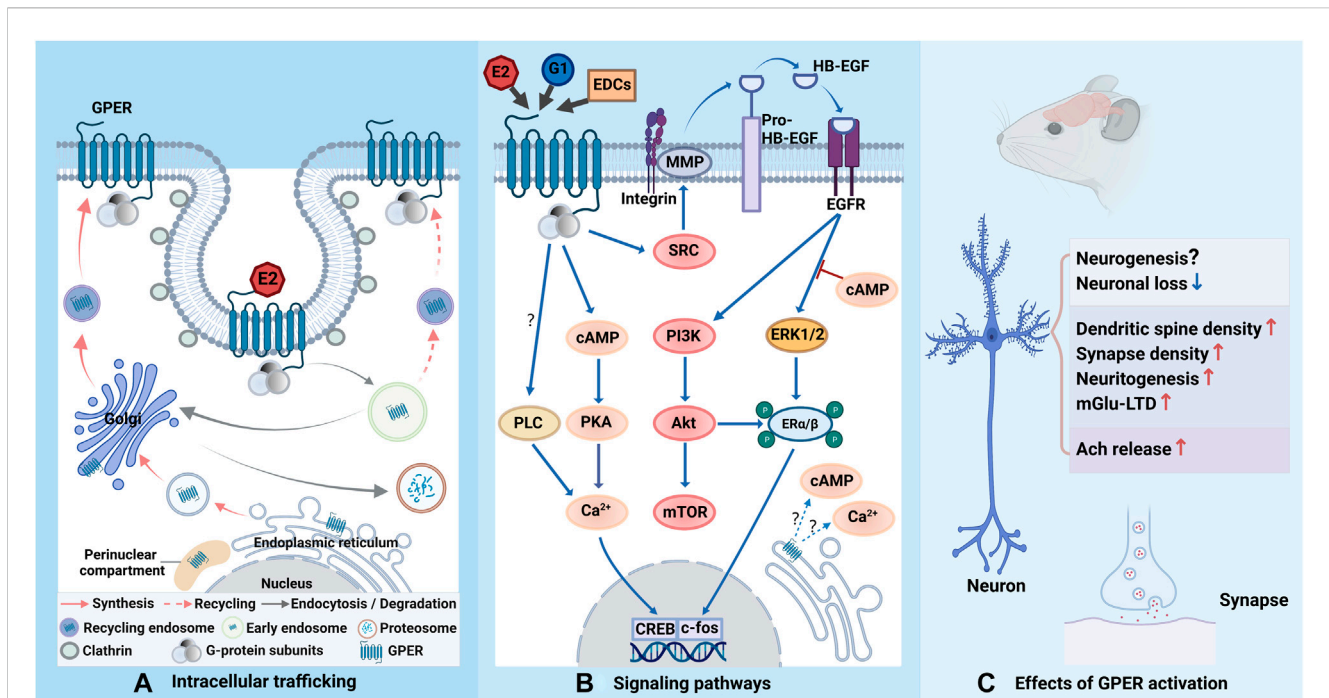 GPER
E2
Golgi
Endoplasmic reticulum
Perinuclear
compartment
Nucleus
Synthesis
Recycling
Endocytosis / Degradation
Recycling endosome
Early endosome
Proteosome
Clathrin
G-protein subunits
GPER
A Intracellular trafficking
E2
G1
EDCs
HB-EGF
Pro-
HB-EGF
MMP
Integrin
EGFR
SRC
cAMP
?
cAMP
PI3K
ERK1/2
PLC
PKA
Akt
ERα/β
P
P
P
P
cAMP
Ca²⁺
mTOR
?
?
Ca²⁺
CREB
c-fos
B Signaling pathways
Neurogenesis?
Neuronal loss ↓
Dendritic spine density ↑
Synapse density ↑
Neuritogenesis ↑
mGlu-LTD ↑
Ach release ↑
Neuron
Synapse
C Effects of GPER activation